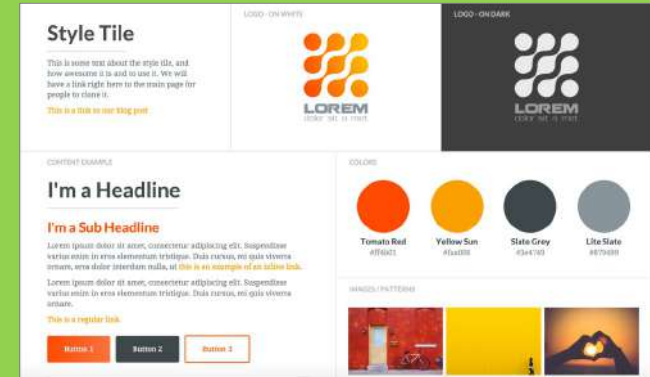 Style Tile
This is some text about the style tile, and
how awesome it is and to use it. We will
have a link right here to the main page for
people to clone it.
This is a link to our blog post
LOGO - ON WHITE
LOREM
dolor sit a met
LOGO - ON DARK
LOREM
dolor sit a met
CONTENT EXAMPLE
I'm a Headline
I'm a Sub Headline
Lorem ipsum dolor sit amet, consectetur adipiscing elit. Suspendisse
varius enim in eros elementum tristique. Duis cursus, mi quis viverra
ornare, eros dolor interdum nulla, ut this is an example of an inline link.
Lorem ipsum dolor sit amet, consectetur adipiscing elit. Suspendisse
varius enim in eros elementum tristique. Duis cursus, mi quis viverra
ornare.
This is a regular link
Button 1
Button 2
Button 3
COLORS
Tomato Red
Yellow Sun
Slate Grey
Lite Slate
IMAGES / PATTERNS